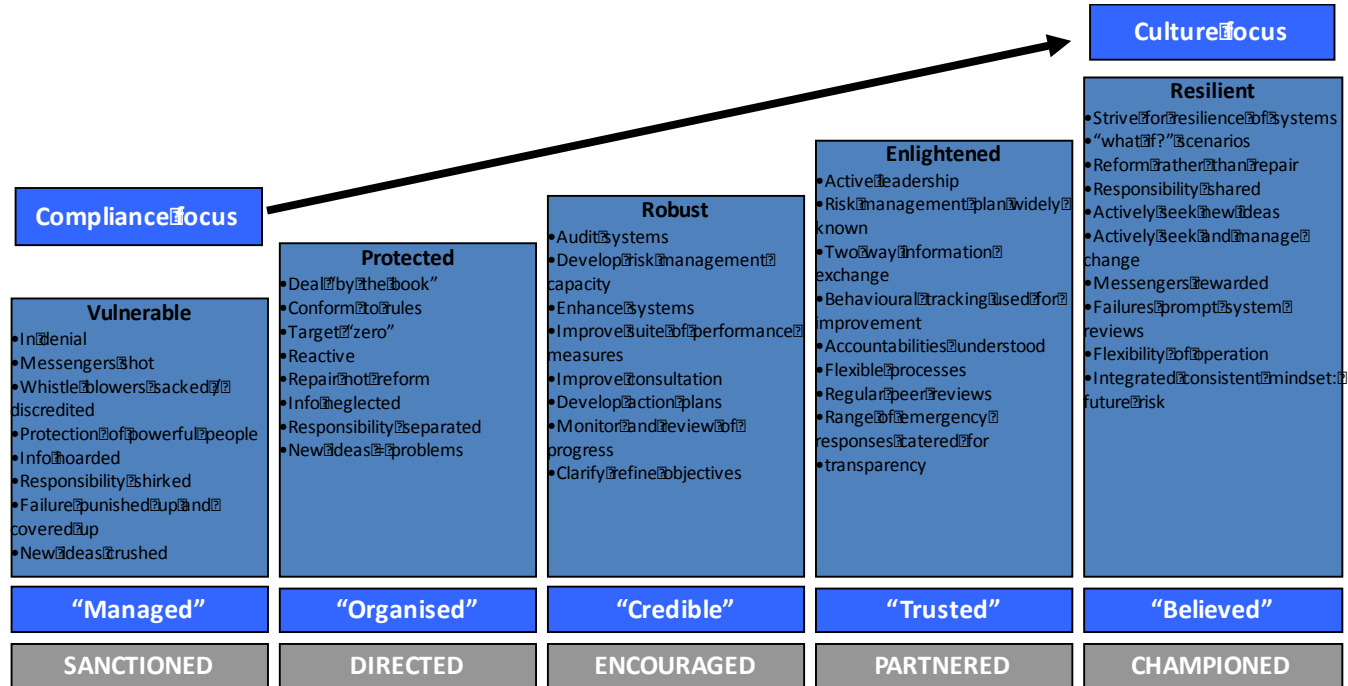 Culture focus
Compliance focus
Vulnerable
•In denial
•Messengers shot
•Whistle blowers sacked /
discredited
•Protection of powerful people
•Info hoarded
•Responsibility shirked
•Failure punished up and
covered up
•New ideas crushed
Protected
•Deal “by the book”
•Conform to rules
•Target “zero”
•Reactive
•Repair not reform
•Info neglected
•Responsibility separated
•New ideas = problems
Robust
•Audit systems
•Develop risk management
capacity
•Enhance systems
•Improve suite of performance
measures
•Improve consultation
•Develop action plans
•Monitor and review of
progress
•Clarify refine objectives
Enlightened
•Active leadership
•Risk management plan widely
known
•Two way information
exchange
•Behavioural tracking used for
improvement
•Accountabilities understood
•Flexible processes
•Regular peer reviews
•Range of emergency
responses catered for
•transparency
Resilient
•Strive for resilience of systems
•“what if?” scenarios
•Reform rather than repair
•Responsibility shared
•Actively seek new ideas
•Actively seek and manage
change
•Messengers rewarded
•Failures prompt system
reviews
•Flexibility of operation
•Integrated consistent mindset:
future risk
“Managed”
“Organised”
“Credible”
“Trusted”
“Believed”
SANCTIONED
DIRECTED
ENCOURAGED
PARTNERED
CHAMPIONED